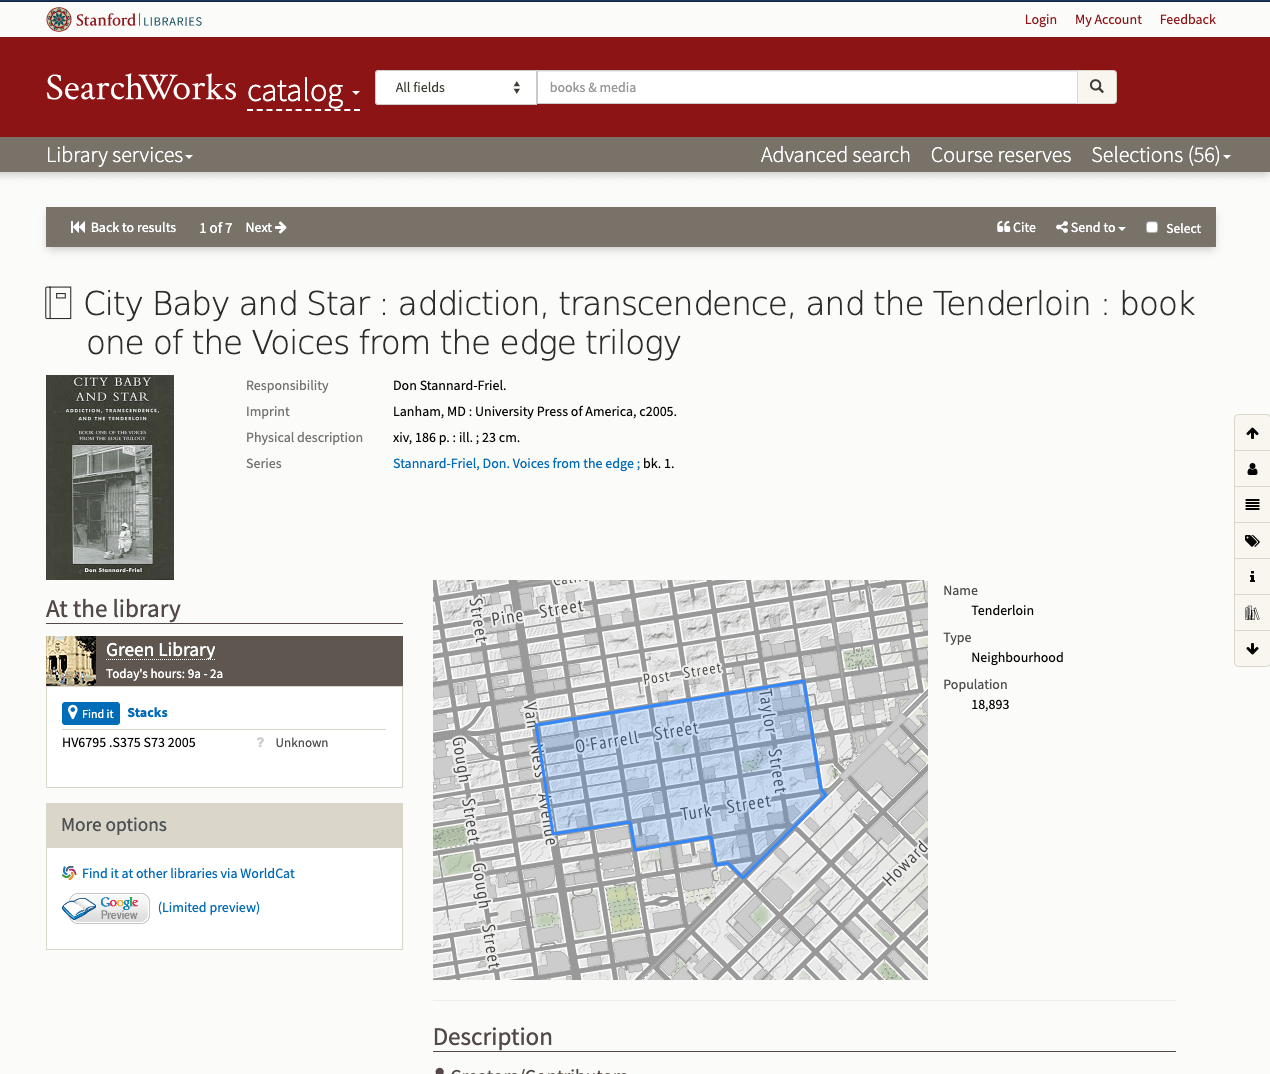 Stanford LIBRARIES
Login My Account Feedback
SearchWorks catalog All fields books & media
Library services Advanced search Course reserves Selections (56)
Back to results 1 of 7 Next Cite Send to Select
City Baby and Star : addiction, transcendence, and the Tenderloin : book
one of the Voices from the edge trilogy
CITY BABY
AND STAR
ADDICTION, TRANSCENDENCE,
AND THE TENDERLOIN
BOOK ONE OF THE VOICES
FROM THE EDGE TRILOGY
Don Stannard-Friel
Responsibility Don Stannard-Friel.
Imprint Lanham, MD : University Press of America, c2005.
Physical description xiv, 186 p. : ill. ; 23 cm.
Series Stannard-Friel, Don. Voices from the edge ; bk. 1.
At the library
Green Library
Today's hours: 9a - 2a
Find it Stacks
HV6795 .S375 S73 2005 ? Unknown
More options
Find it at other libraries via WorldCat
Google Preview (Limited preview)
Street
Pine Street
Post Street
Van Ness Avenue
O'Farrell Street
Taylor Street
Turk Street
Gough Street
Gough Street
Howard
Name
Tenderloin
Type
Neighbourhood
Population
18,893
Description
Creators/Contributors